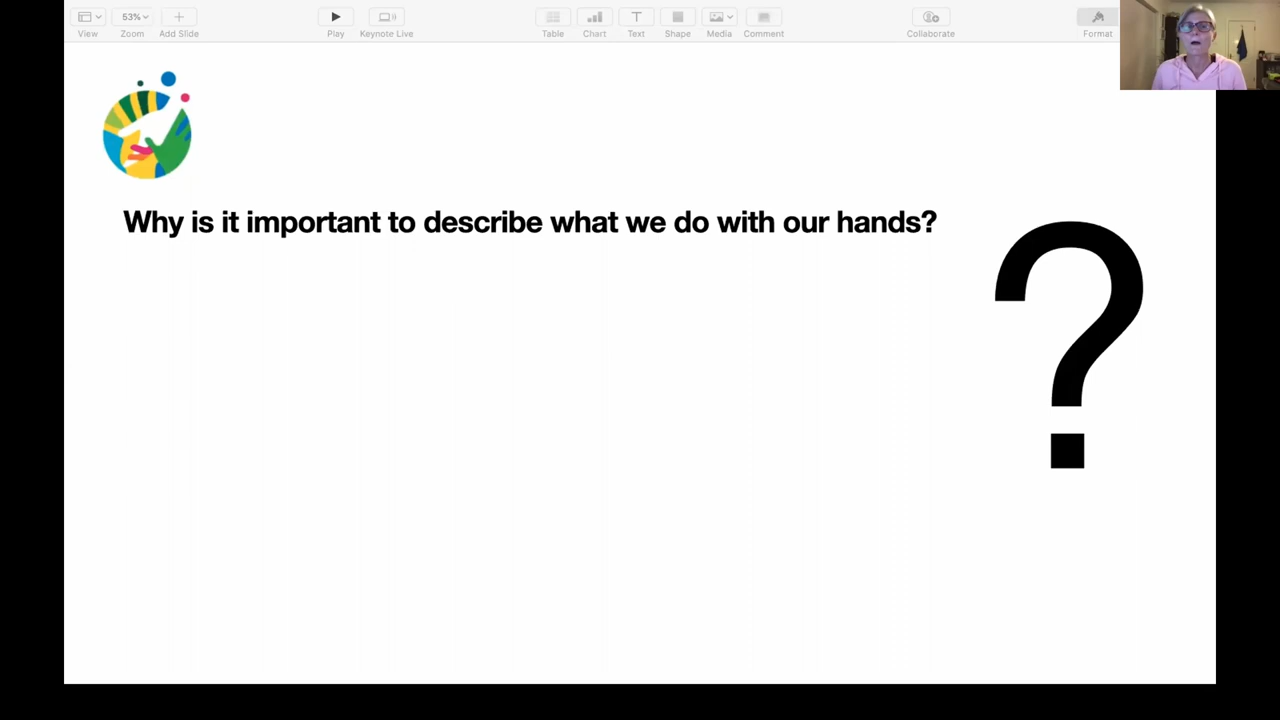 53%
View Zoom Add Slide Play Keynote Live Table Chart Text Shape Media Comment Collaborate Format
Why is it important to describe what we do with our hands?
?